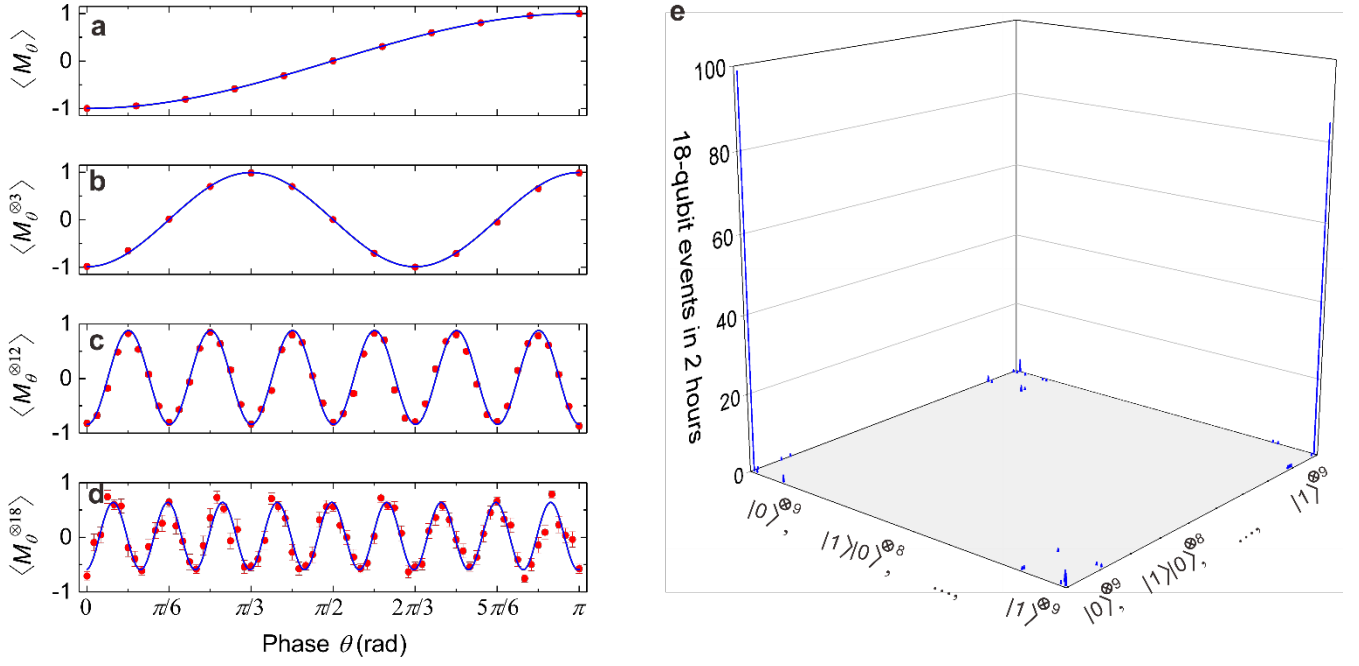 a
⟨M_θ⟩
1
0
-1
b
⟨M_θ^⊗3⟩
1
0
-1
c
⟨M_θ^⊗12⟩
1
0
-1
d
⟨M_θ^⊗18⟩
1
0
-1
0 π/6 π/3 π/2 2π/3 5π/6 π
Phase θ (rad)
e
18-qubit events in 2 hours
100
80
60
40
20
0
|0⟩^⊗9, |1⟩|0⟩^⊗8, ..., |1⟩^⊗9
|0⟩^⊗9, |1⟩|0⟩^⊗8, ..., |1⟩^⊗9